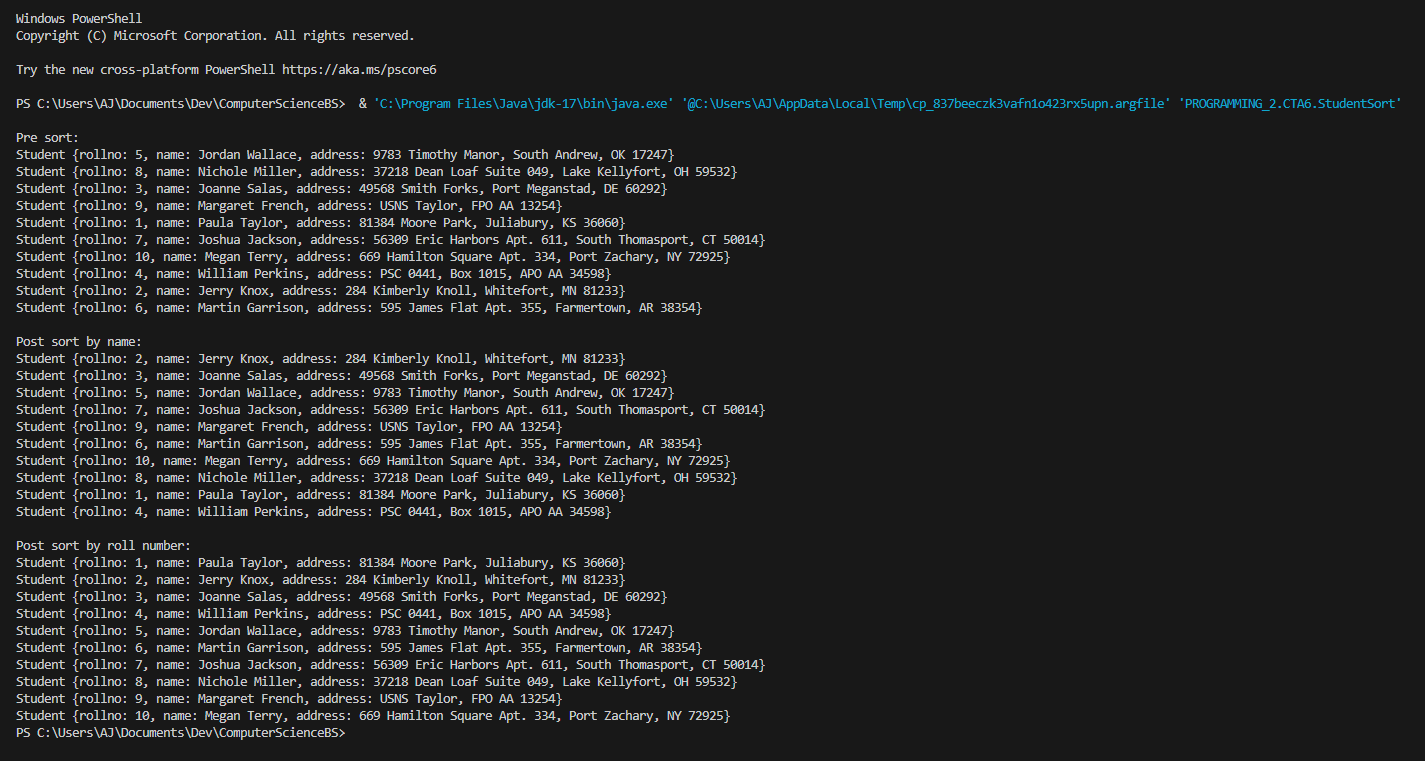 Windows PowerShell
Copyright (C) Microsoft Corporation. All rights reserved.
Try the new cross-platform PowerShell https://aka.ms/pscore6
PS C:\Users\AJ\Documents\Dev\ComputerScienceBS>  & 'C:\Program Files\Java\jdk-17\bin\java.exe' '@C:\Users\AJ\AppData\Local\Temp\cp_837beeczk3vafn1o423rx5upn.argfile' 'PROGRAMMING_2.CTA6.StudentSort'
Pre sort:
Student {rollno: 5, name: Jordan Wallace, address: 9783 Timothy Manor, South Andrew, OK 17247}
Student {rollno: 8, name: Nichole Miller, address: 37218 Dean Loaf Suite 049, Lake Kellyfort, OH 59532}
Student {rollno: 3, name: Joanne Salas, address: 49568 Smith Forks, Port Meganstad, DE 60292}
Student {rollno: 9, name: Margaret French, address: USNS Taylor, FPO AA 13254}
Student {rollno: 1, name: Paula Taylor, address: 81384 Moore Park, Juliabury, KS 36060}
Student {rollno: 7, name: Joshua Jackson, address: 56309 Eric Harbors Apt. 611, South Thomasport, CT 50014}
Student {rollno: 10, name: Megan Terry, address: 669 Hamilton Square Apt. 334, Port Zachary, NY 72925}
Student {rollno: 4, name: William Perkins, address: PSC 0441, Box 1015, APO AA 34598}
Student {rollno: 2, name: Jerry Knox, address: 284 Kimberly Knoll, Whitefort, MN 81233}
Student {rollno: 6, name: Martin Garrison, address: 595 James Flat Apt. 355, Farmertown, AR 38354}
Post sort by name:
Student {rollno: 2, name: Jerry Knox, address: 284 Kimberly Knoll, Whitefort, MN 81233}
Student {rollno: 3, name: Joanne Salas, address: 49568 Smith Forks, Port Meganstad, DE 60292}
Student {rollno: 5, name: Jordan Wallace, address: 9783 Timothy Manor, South Andrew, OK 17247}
Student {rollno: 7, name: Joshua Jackson, address: 56309 Eric Harbors Apt. 611, South Thomasport, CT 50014}
Student {rollno: 9, name: Margaret French, address: USNS Taylor, FPO AA 13254}
Student {rollno: 6, name: Martin Garrison, address: 595 James Flat Apt. 355, Farmertown, AR 38354}
Student {rollno: 10, name: Megan Terry, address: 669 Hamilton Square Apt. 334, Port Zachary, NY 72925}
Student {rollno: 8, name: Nichole Miller, address: 37218 Dean Loaf Suite 049, Lake Kellyfort, OH 59532}
Student {rollno: 1, name: Paula Taylor, address: 81384 Moore Park, Juliabury, KS 36060}
Student {rollno: 4, name: William Perkins, address: PSC 0441, Box 1015, APO AA 34598}
Post sort by roll number:
Student {rollno: 1, name: Paula Taylor, address: 81384 Moore Park, Juliabury, KS 36060}
Student {rollno: 2, name: Jerry Knox, address: 284 Kimberly Knoll, Whitefort, MN 81233}
Student {rollno: 3, name: Joanne Salas, address: 49568 Smith Forks, Port Meganstad, DE 60292}
Student {rollno: 4, name: William Perkins, address: PSC 0441, Box 1015, APO AA 34598}
Student {rollno: 5, name: Jordan Wallace, address: 9783 Timothy Manor, South Andrew, OK 17247}
Student {rollno: 6, name: Martin Garrison, address: 595 James Flat Apt. 355, Farmertown, AR 38354}
Student {rollno: 7, name: Joshua Jackson, address: 56309 Eric Harbors Apt. 611, South Thomasport, CT 50014}
Student {rollno: 8, name: Nichole Miller, address: 37218 Dean Loaf Suite 049, Lake Kellyfort, OH 59532}
Student {rollno: 9, name: Margaret French, address: USNS Taylor, FPO AA 13254}
Student {rollno: 10, name: Megan Terry, address: 669 Hamilton Square Apt. 334, Port Zachary, NY 72925}
PS C:\Users\AJ\Documents\Dev\ComputerScienceBS>